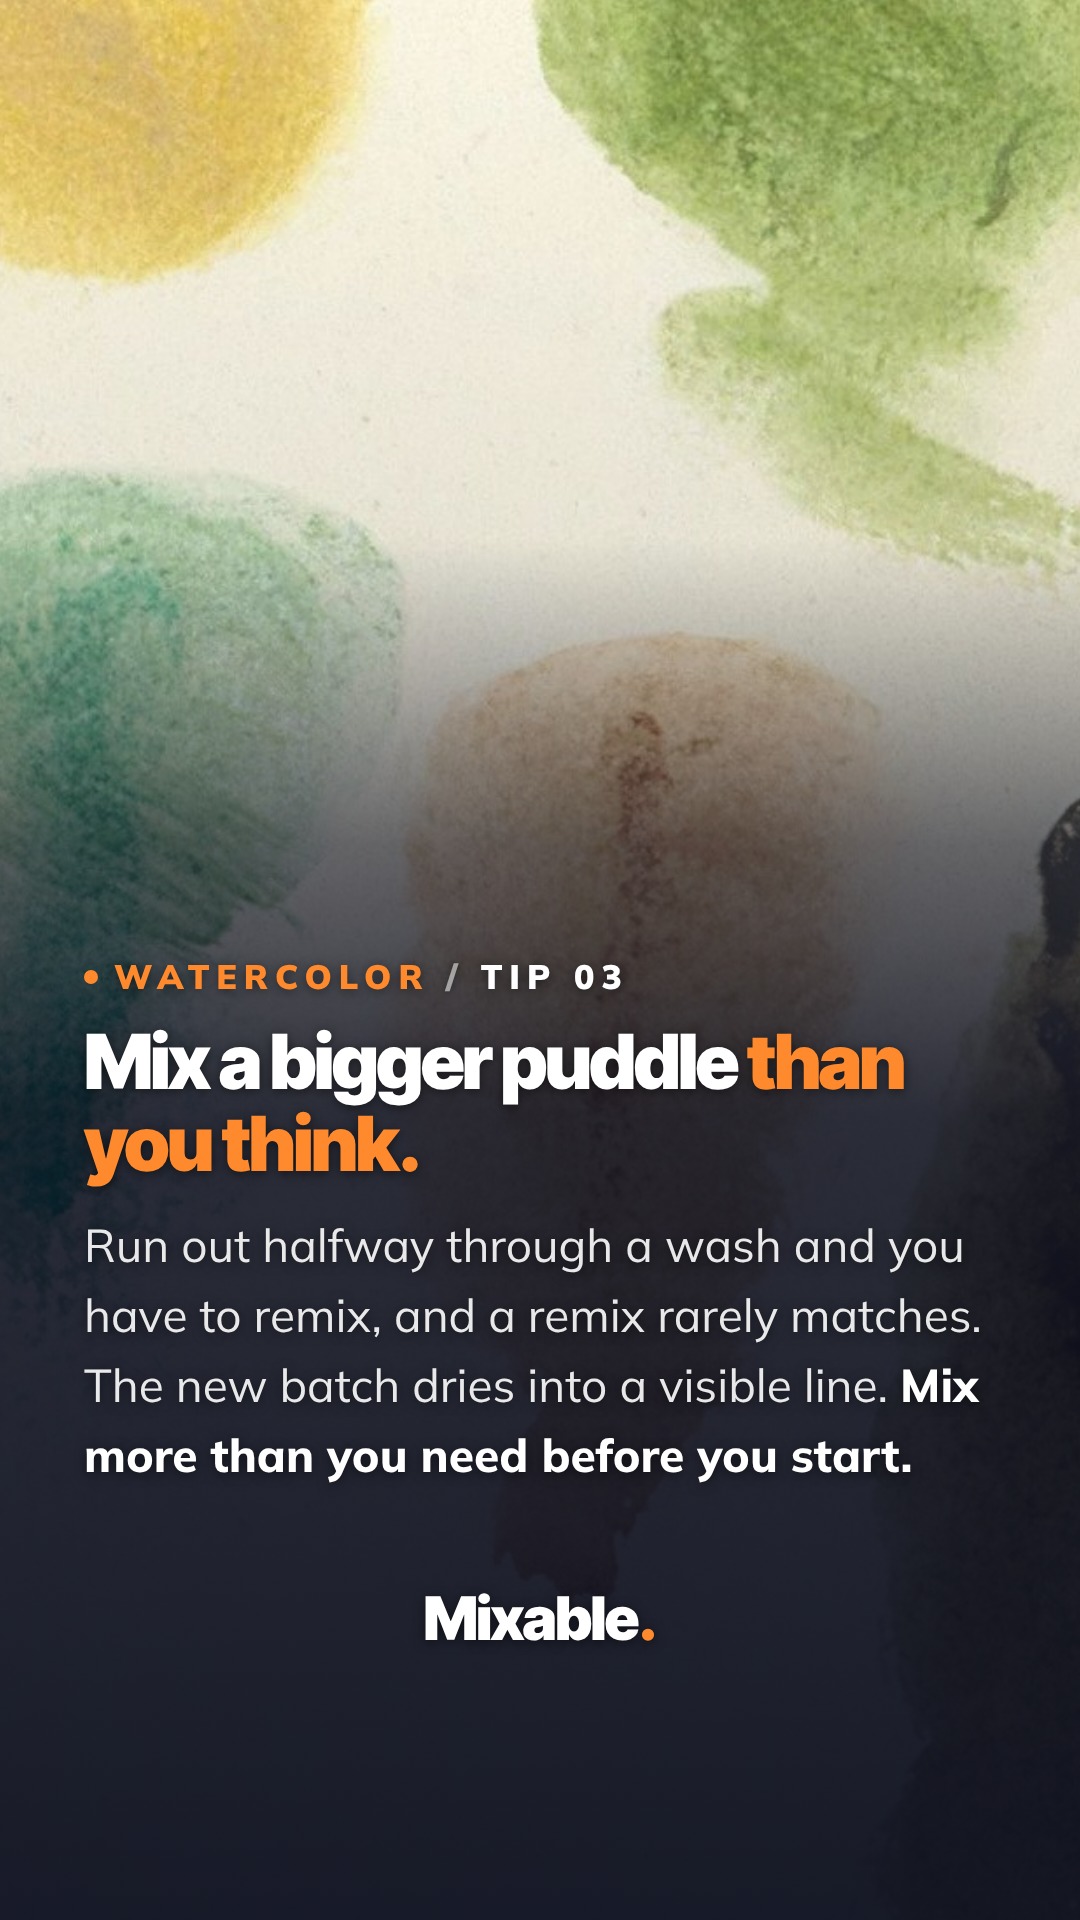 • WATERCOLOR / TIP 03
Mix a bigger puddle than
you think.
Run out halfway through a wash and you
have to remix, and a remix rarely matches.
The new batch dries into a visible line. Mix
more than you need before you start.
Mixable.